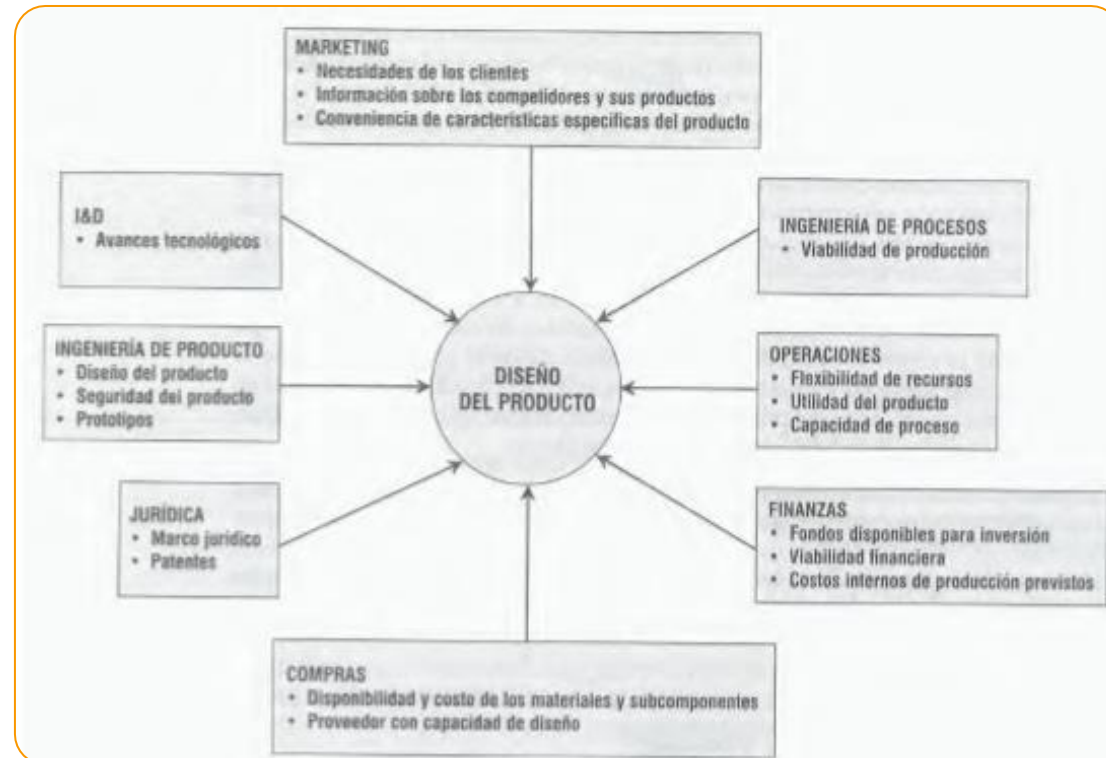 MARKETING
• Necesidades de los clientes
• Información sobre los competidores y sus productos
• Conveniencia de características específicas del producto
I&D
• Avances tecnológicos
INGENIERÍA DE PROCESOS
• Viabilidad de producción
INGENIERÍA DE PRODUCTO
• Diseño del producto
• Seguridad del producto
• Prototipos
DISEÑO
DEL PRODUCTO
OPERACIONES
• Flexibilidad de recursos
• Utilidad del producto
• Capacidad de proceso
JURÍDICA
• Marco jurídico
• Patentes
FINANZAS
• Fondos disponibles para inversión
• Viabilidad financiera
• Costos internos de producción previstos
COMPRAS
• Disponibilidad y costo de los materiales y subcomponentes
• Proveedor con capacidad de diseño